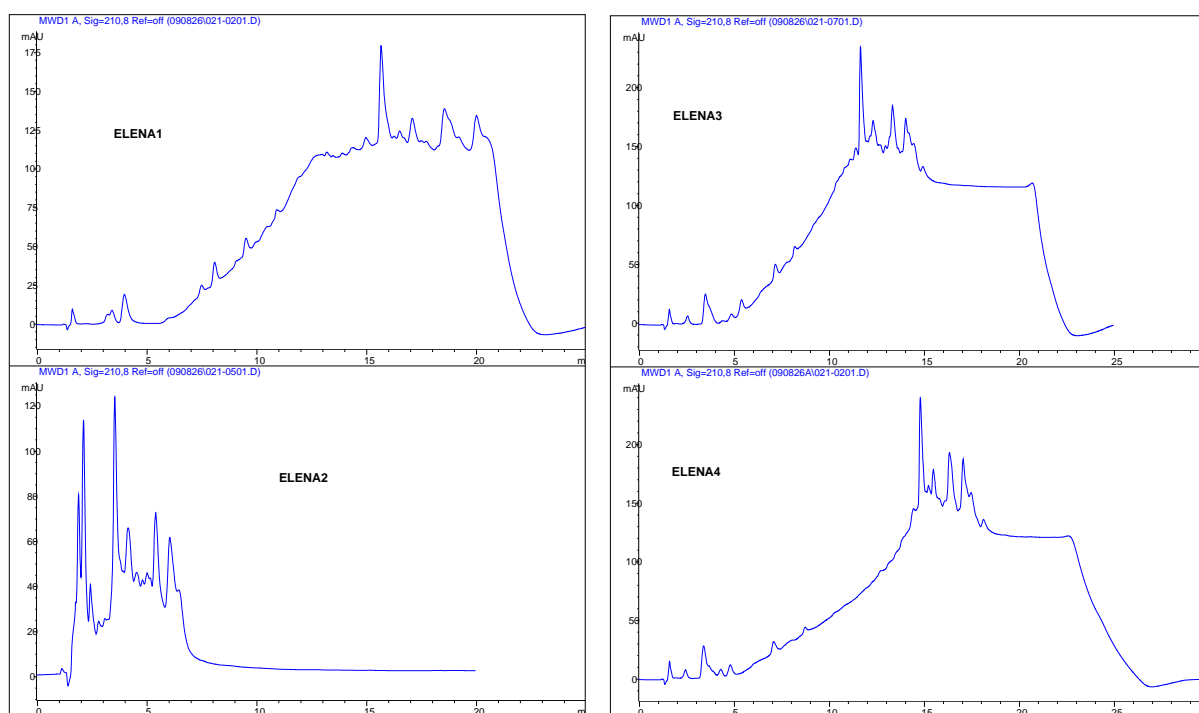 MWD1 A, Sig=210,8 Ref=off (090826\021-0201.D)
mAU
175
150
ELENA1
125
100
75
50
25
0
0 5 10 15 20 m
MWD1 A, Sig=210,8 Ref=off (090826\021-0501.D)
mAU
120
100
ELENA2
80
60
40
20
0
5 10 15 20 m
MWD1 A, Sig=210,8 Ref=off (090826\021-0701.D)
mAU
200
ELENA3
150
100
50
0
0 5 10 15 20 25
MWD1 A, Sig=210,8 Ref=off (090826A\021-0201.D)
mAU
200
ELENA4
150
100
50
0
0 5 10 15 20 25